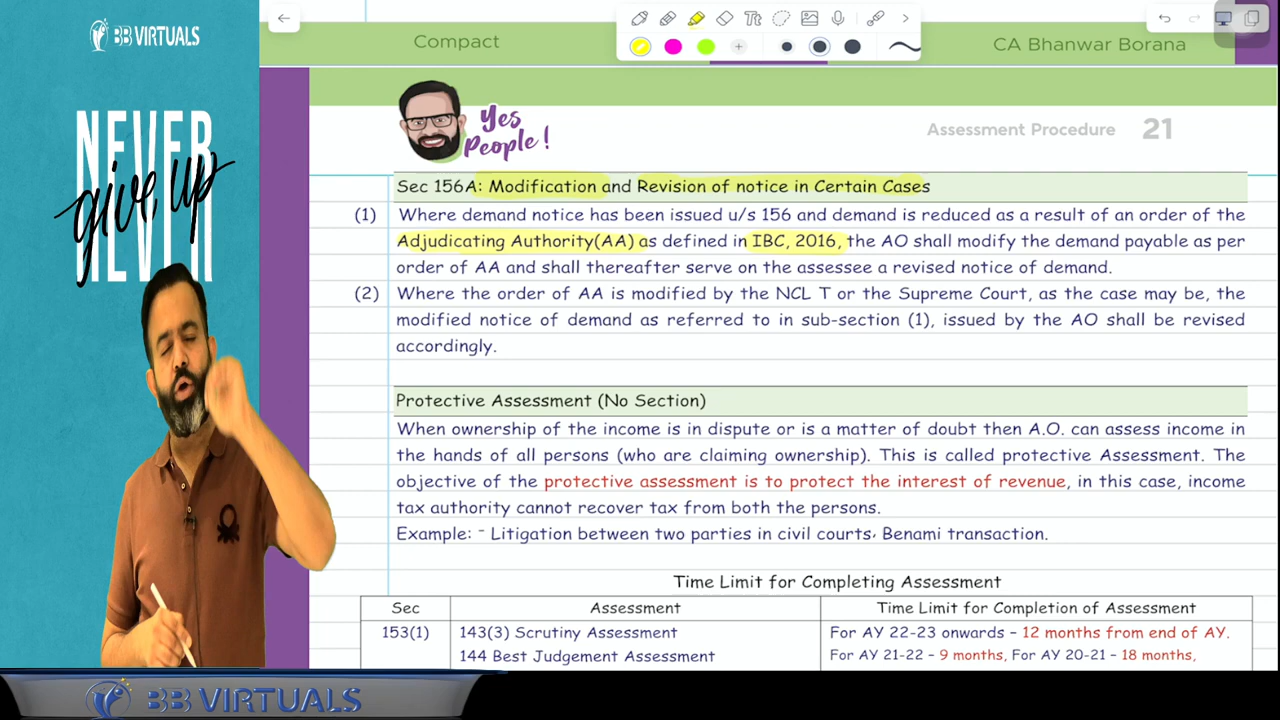 BB VIRTUALS
NEVER
give up
NEVER
Compact
CA Bhanwar Borana
Tt
Yes
People!
Assessment Procedure 21
Sec 156A: Modification and Revision of notice in Certain Cases
(1) Where demand notice has been issued u/s 156 and demand is reduced as a result of an order of the
Adjudicating Authority(AA) as defined in IBC, 2016, the AO shall modify the demand payable as per
order of AA and shall thereafter serve on the assessee a revised notice of demand.
(2) Where the order of AA is modified by the NCL T or the Supreme Court, as the case may be, the
modified notice of demand as referred to in sub-section (1), issued by the AO shall be revised
accordingly.
Protective Assessment (No Section)
When ownership of the income is in dispute or is a matter of doubt then A.O. can assess income in
the hands of all persons (who are claiming ownership). This is called protective Assessment. The
objective of the protective assessment is to protect the interest of revenue, in this case, income
tax authority cannot recover tax from both the persons.
Example: - Litigation between two parties in civil courts, Benami transaction.
Time Limit for Completing Assessment
Sec Assessment Time Limit for Completion of Assessment
153(1) 143(3) Scrutiny Assessment For AY 22-23 onwards – 12 months from end of AY.
144 Best Judgement Assessment For AY 21-22 – 9 months, For AY 20-21 – 18 months,
BB VIRTUALS